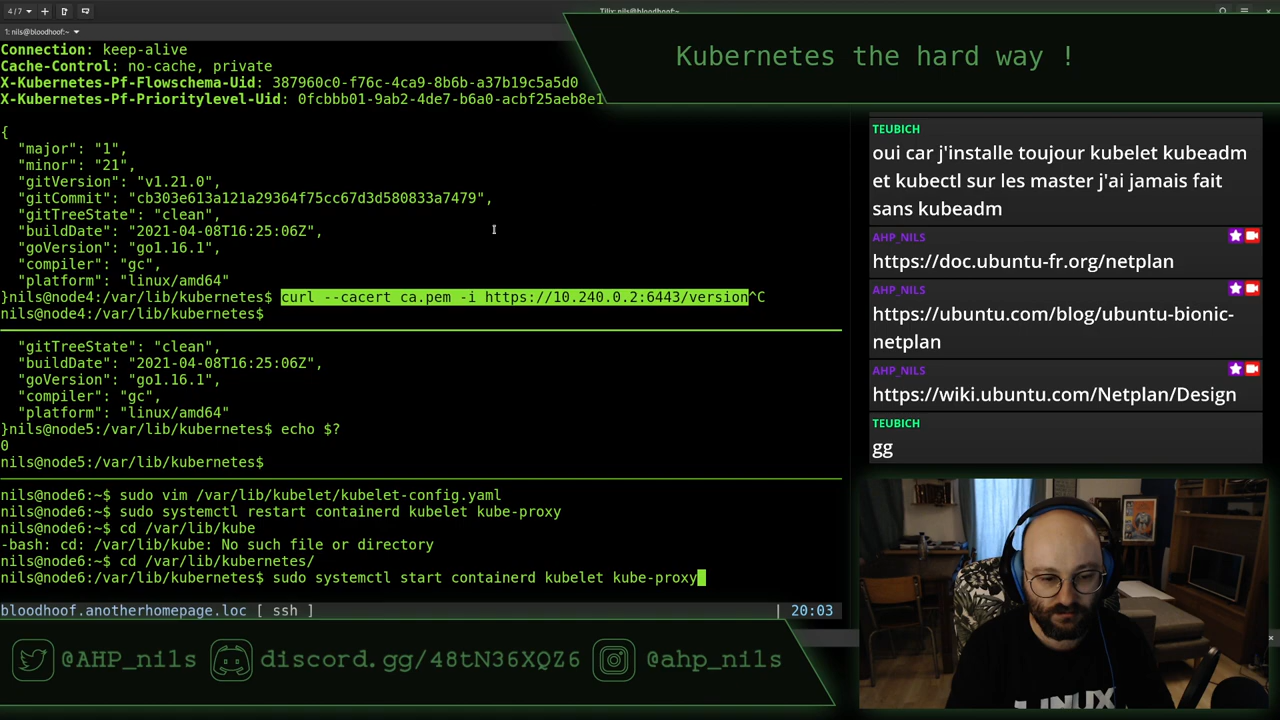 4 / 7
Tilix: nils@bloodhoof:~
1: nils@bloodhoof:~
Kubernetes the hard way !
Connection: keep-alive
Cache-Control: no-cache, private
X-Kubernetes-Pf-Flowschema-Uid: 387960c0-f76c-4ca9-8b6b-a37b19c5a5d0
X-Kubernetes-Pf-Prioritylevel-Uid: 0fcbbb01-9ab2-4de7-b6a0-acbf25aeb8e1
{
"major": "1",
"minor": "21",
"gitVersion": "v1.21.0",
"gitCommit": "cb303e613a121a29364f75cc67d3d580833a7479",
"gitTreeState": "clean",
"buildDate": "2021-04-08T16:25:06Z",
"goVersion": "go1.16.1",
"compiler": "gc",
"platform": "linux/amd64"
}nils@node4:/var/lib/kubernetes$ curl --cacert ca.pem -i https://10.240.0.2:6443/version^C
nils@node4:/var/lib/kubernetes$
"gitTreeState": "clean",
"buildDate": "2021-04-08T16:25:06Z",
"goVersion": "go1.16.1",
"compiler": "gc",
"platform": "linux/amd64"
}nils@node5:/var/lib/kubernetes$ echo $?
0
nils@node5:/var/lib/kubernetes$
nils@node6:~$ sudo vim /var/lib/kubelet/kubelet-config.yaml
nils@node6:~$ sudo systemctl restart containerd kubelet kube-proxy
nils@node6:~$ cd /var/lib/kube
-bash: cd: /var/lib/kube: No such file or directory
nils@node6:~$ cd /var/lib/kubernetes/
nils@node6:/var/lib/kubernetes$ sudo systemctl start containerd kubelet kube-proxy
bloodhoof.anotherhomepage.loc [ ssh ] | 20:03
TEUBICH
oui car j'installe toujour kubelet kubeadm
et kubectl sur les master j'ai jamais fait
sans kubeadm
AHP_NILS
https://doc.ubuntu-fr.org/netplan
AHP_NILS
https://ubuntu.com/blog/ubuntu-bionic-
netplan
AHP_NILS
https://wiki.ubuntu.com/Netplan/Design
TEUBICH
gg
LINUX
@AHP_nils discord.gg/48tN36XQZ6 @ahp_nils